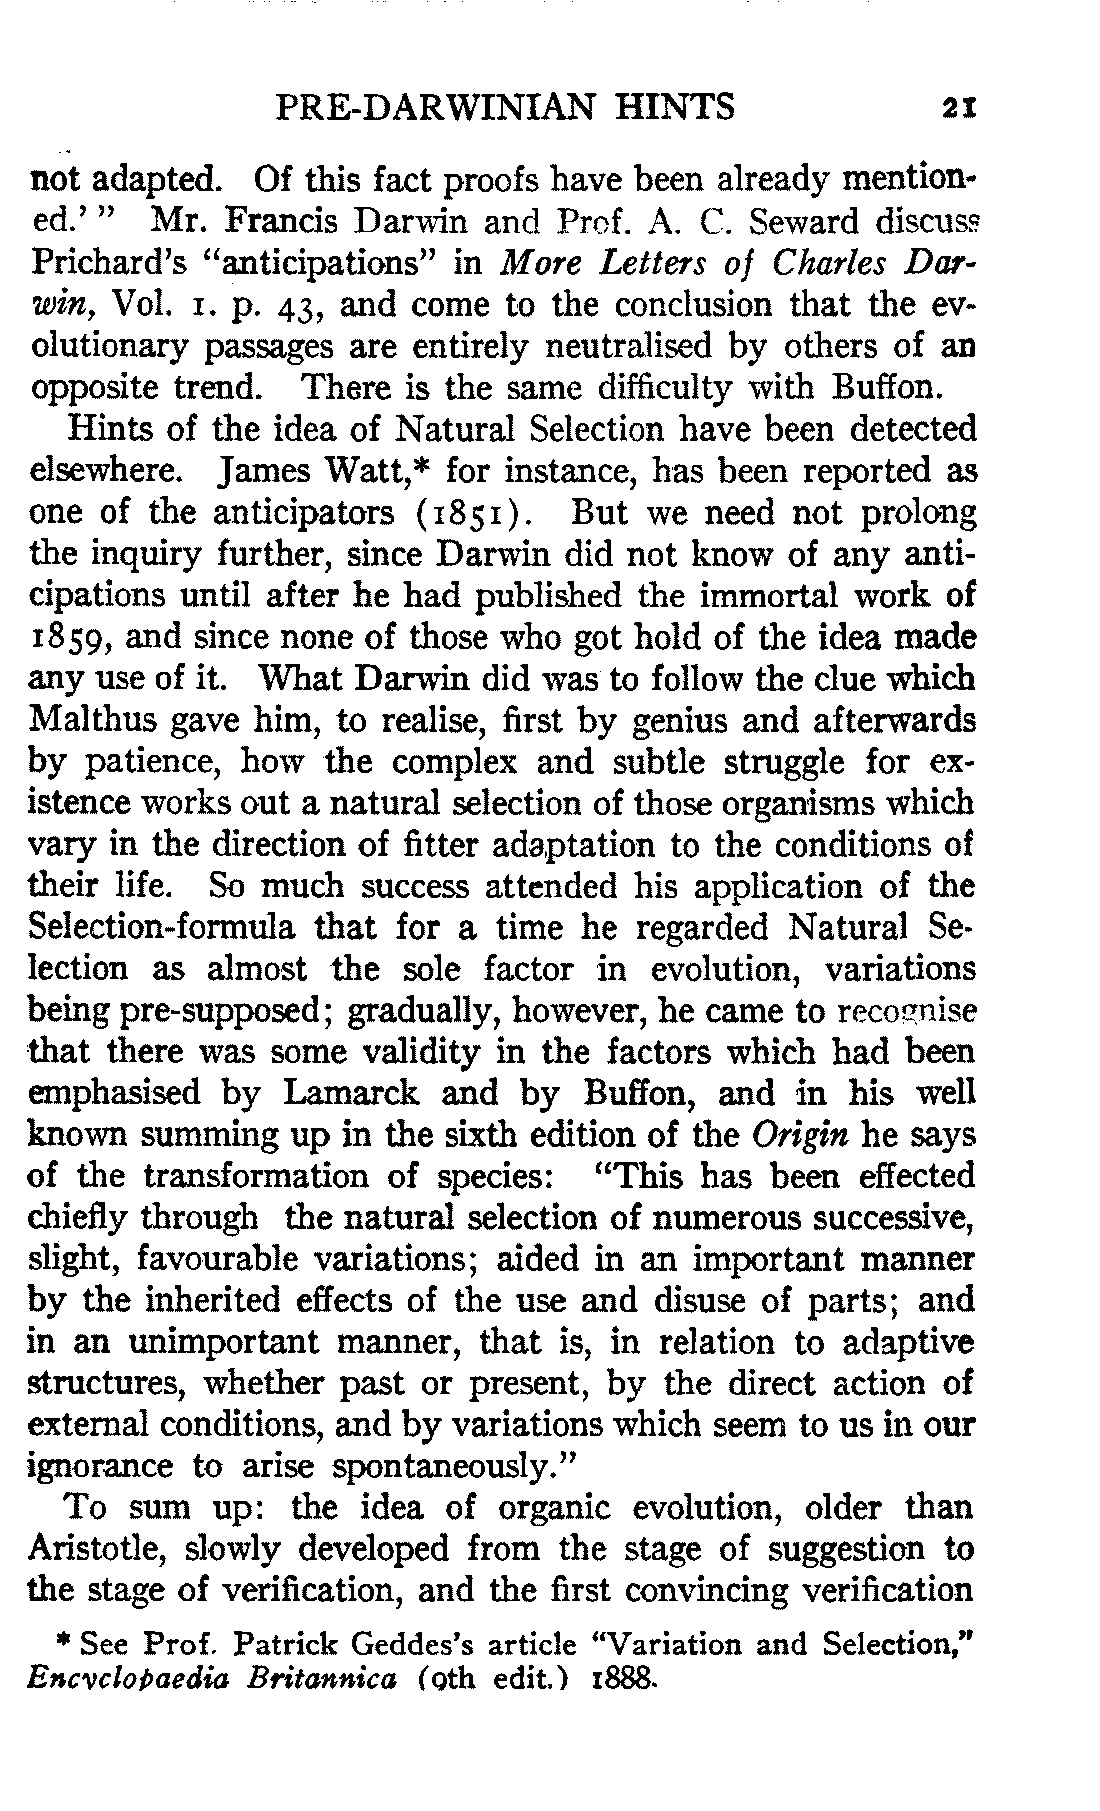 PRE-DARWINIAN HINTS 21
not adapted. Of this fact proofs have been already mention-
ed.' " Mr. Francis Darwin and Prof. A. C. Seward discuss
Prichard's "anticipations" in More Letters of Charles Dar-
win, Vol. I. p. 43, and come to the conclusion that the ev-
olutionary passages are entirely neutralised by others of an
opposite trend. There is the same difficulty with Buffon.
Hints of the idea of Natural Selection have been detected
elsewhere. James Watt,* for instance, has been reported as
one of the anticipators (1851). But we need not prolong
the inquiry further, since Darwin did not know of any anti-
cipations until after he had published the immortal work of
1859, and since none of those who got hold of the idea made
any use of it. What Darwin did was to follow the clue which
Malthus gave him, to realise, first by genius and afterwards
by patience, how the complex and subtle struggle for ex-
istence works out a natural selection of those organisms which
vary in the direction of fitter adaptation to the conditions of
their life. So much success attended his application of the
Selection-formula that for a time he regarded Natural Se-
lection as almost the sole factor in evolution, variations
being pre-supposed; gradually, however, he came to recognise
that there was some validity in the factors which had been
emphasised by Lamarck and by Buffon, and in his well
known summing up in the sixth edition of the Origin he says
of the transformation of species: "This has been effected
chiefly through the natural selection of numerous successive,
slight, favourable variations; aided in an important manner
by the inherited effects of the use and disuse of parts; and
in an unimportant manner, that is, in relation to adaptive
structures, whether past or present, by the direct action of
external conditions, and by variations which seem to us in our
ignorance to arise spontaneously."
To sum up: the idea of organic evolution, older than
Aristotle, slowly developed from the stage of suggestion to
the stage of verification, and the first convincing verification
* See Prof. Patrick Geddes's article "Variation and Selection,"
Encyclopaedia Britannica (9th edit.) 1888.